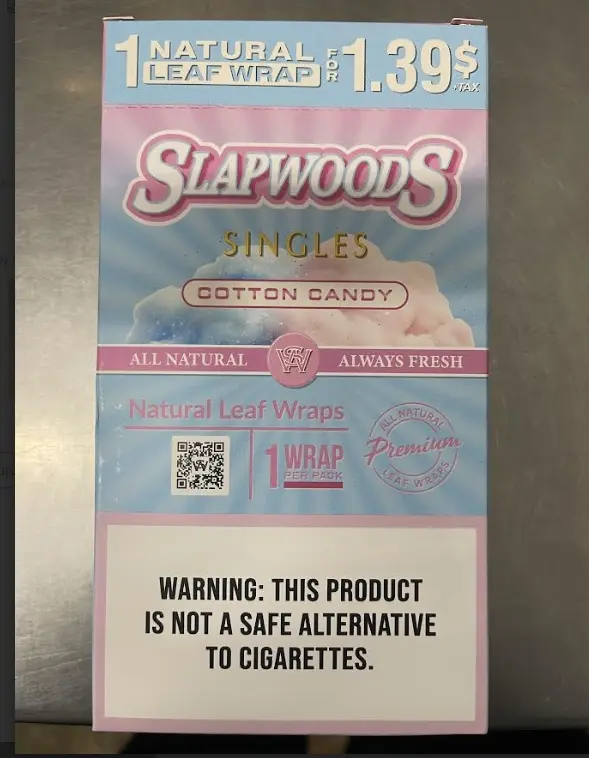 1 NATURAL LEAF WRAP FOR 1.39$ +TAX
SLAPWOODS
SINGLES
COTTON CANDY
ALL NATURAL SW ALWAYS FRESH
Natural Leaf Wraps
1 WRAP PER PACK
ALL NATURAL
Premium
LEAF WRAPS
WARNING: THIS PRODUCT
IS NOT A SAFE ALTERNATIVE
TO CIGARETTES.